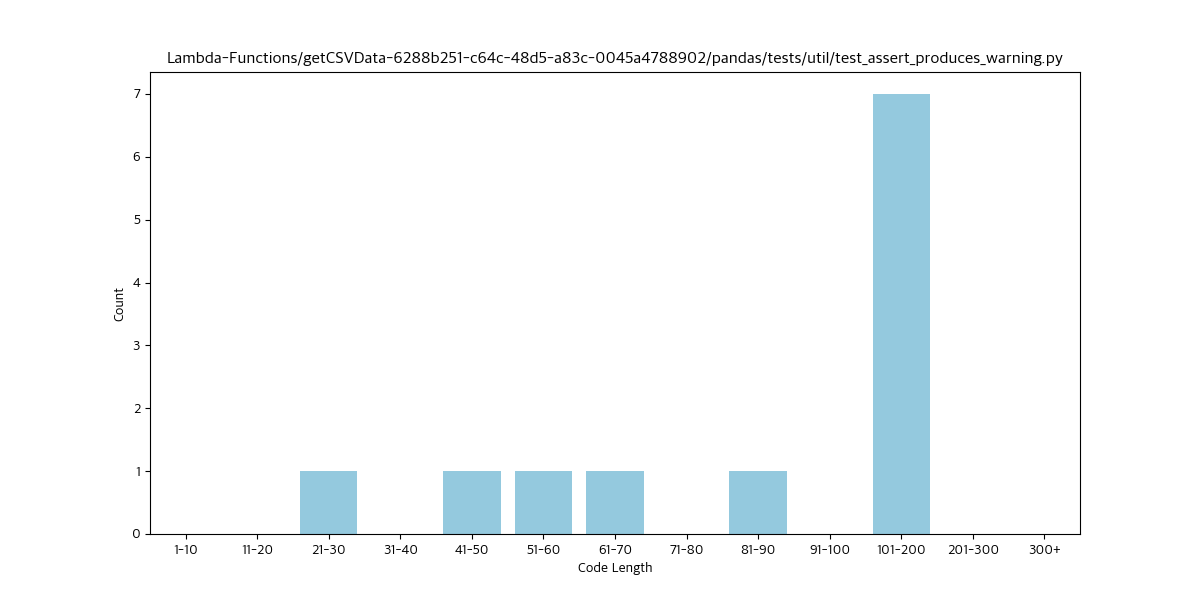 Lambda-Functions/getCSVData-6288b251-c64c-48d5-a83c-0045a4788902/pandas/tests/util/test_assert_produces_warning.py
7
6
5
4
3
2
1
0
Count
1-10 11-20 21-30 31-40 41-50 51-60 61-70 71-80 81-90 91-100 101-200 201-300 300+
Code Length